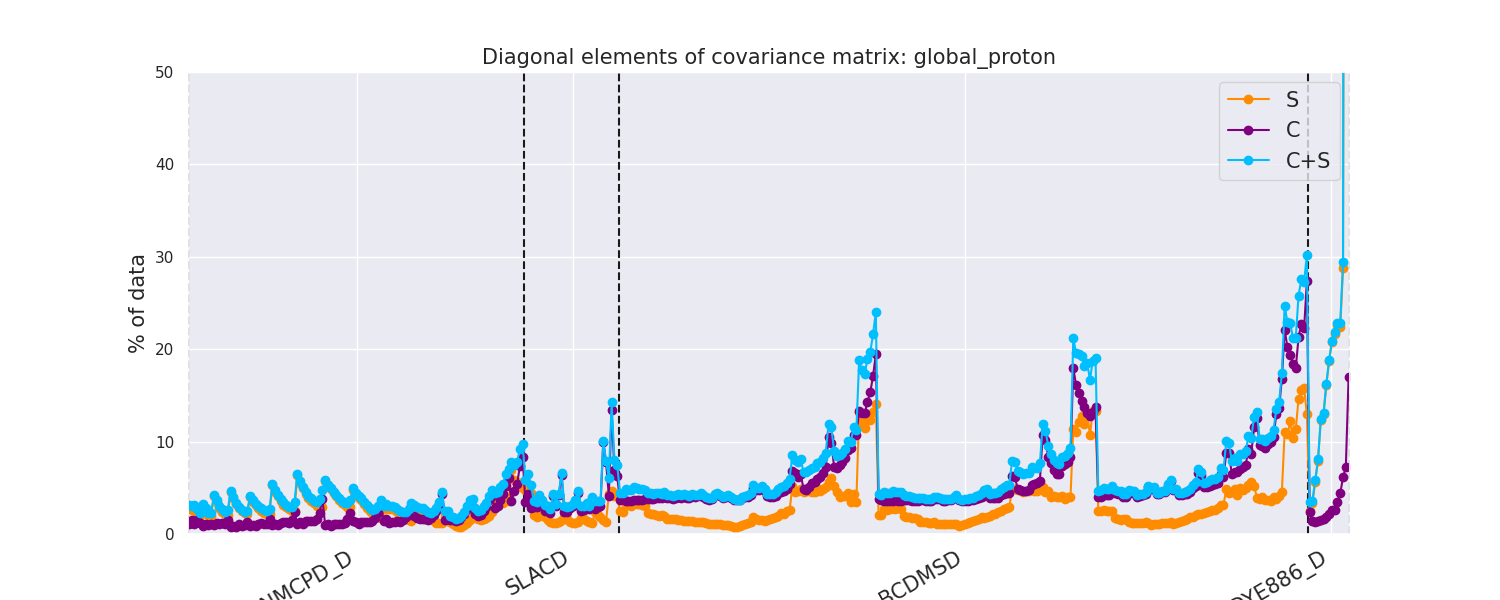 Diagonal elements of covariance matrix: global_proton
50
40
30
20
10
0
% of data
S
C
C+S
SLACD
BCDMSD